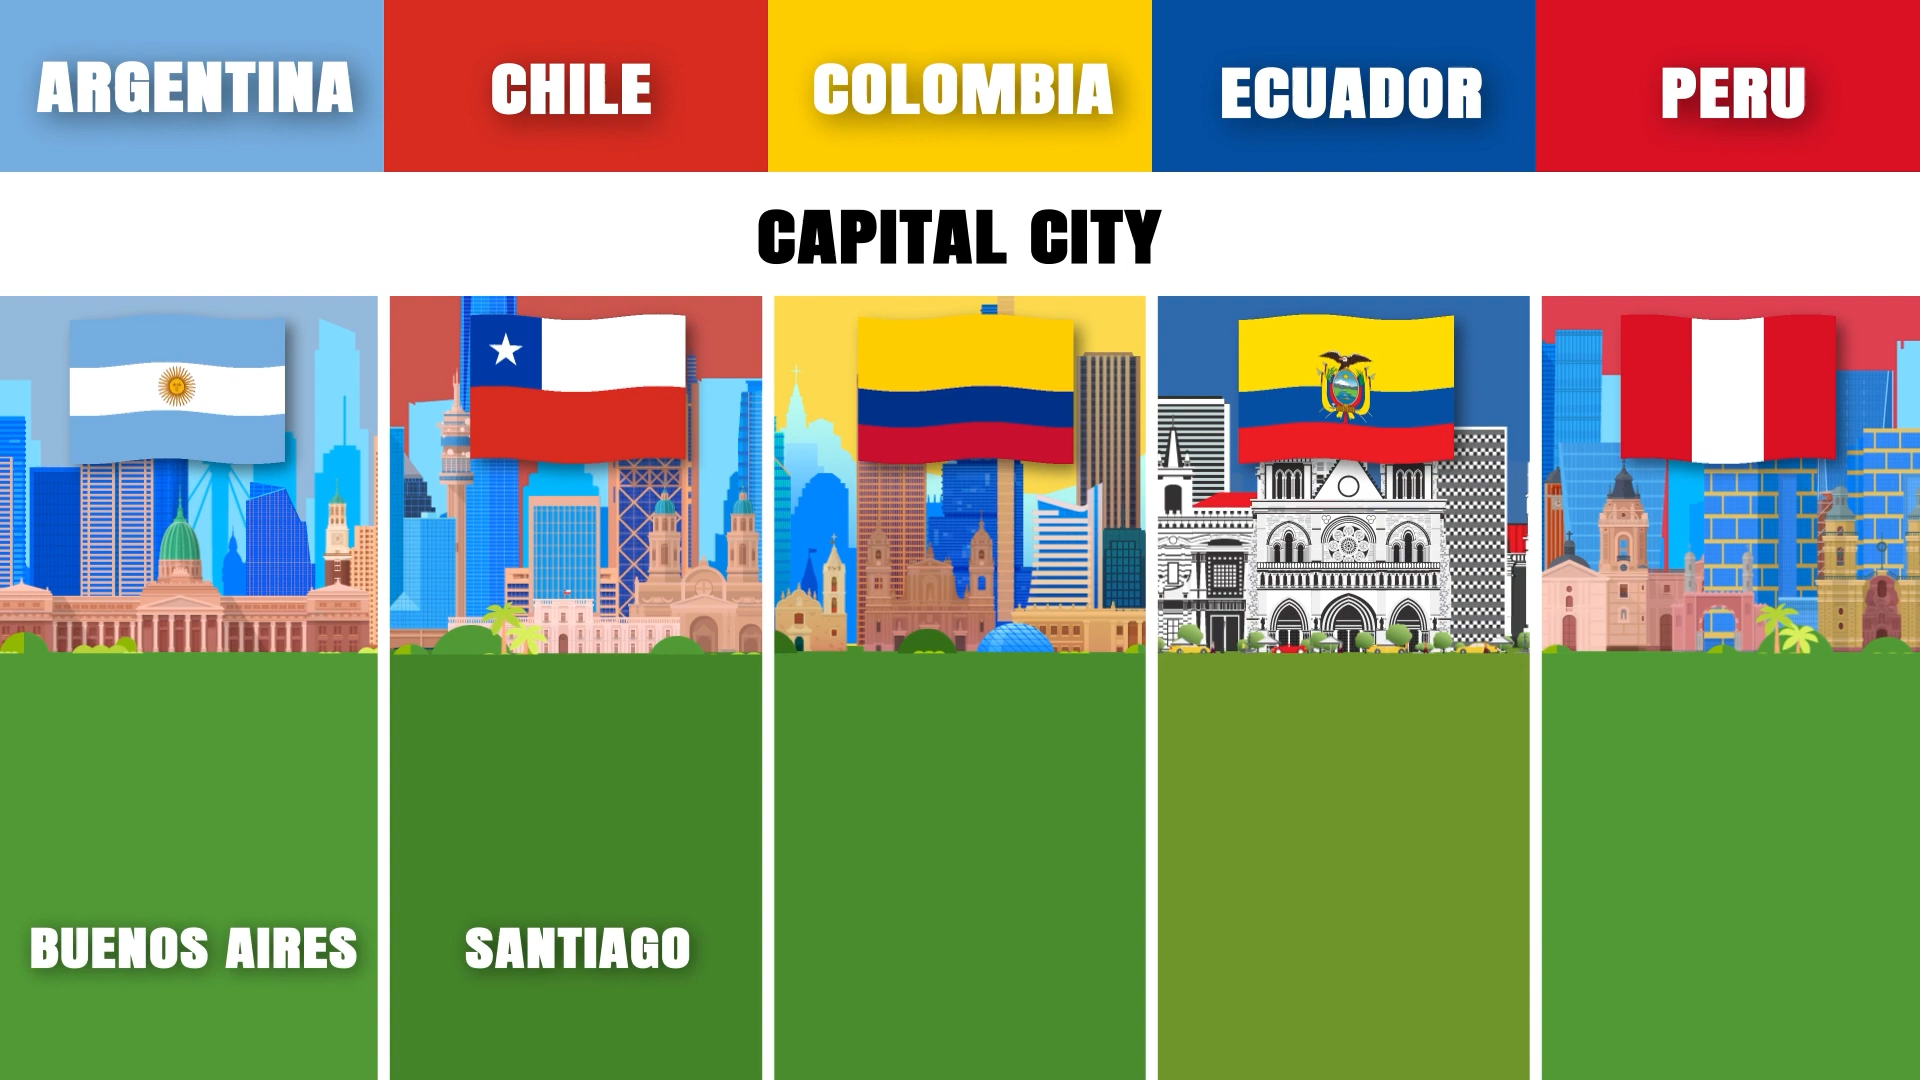 ARGENTINA
CHILE
COLOMBIA
ECUADOR
PERU
CAPITAL CITY
BUENOS AIRES
SANTIAGO